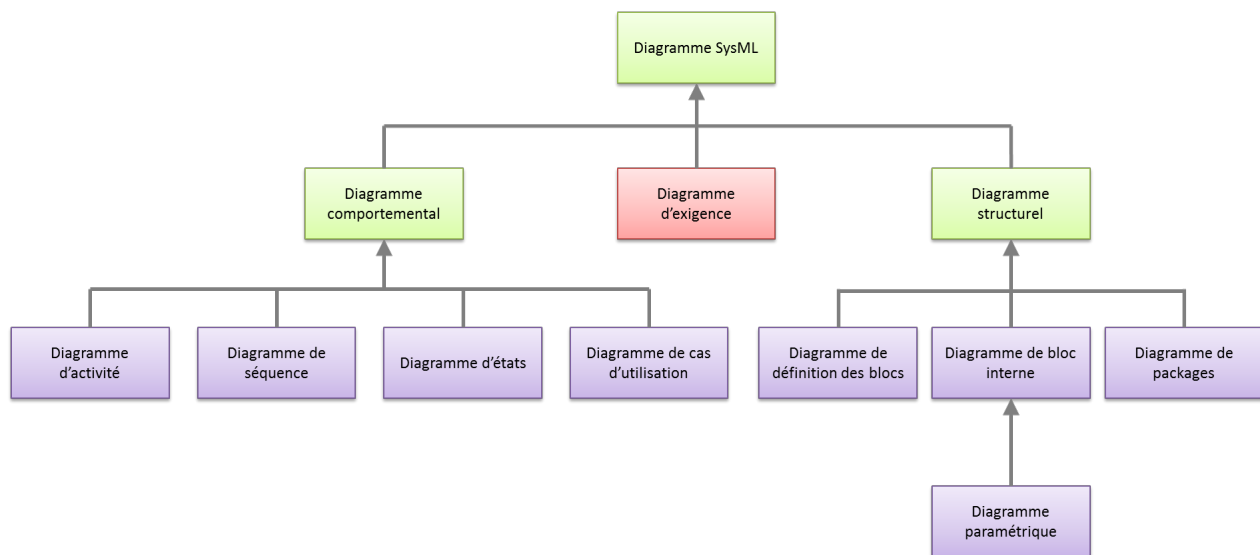 Diagramme SysML
Diagramme
comportemental
Diagramme
d’exigence
Diagramme
structurel
Diagramme
d’activité
Diagramme de
séquence
Diagramme d’états
Diagramme de cas
d’utilisation
Diagramme de
définition des blocs
Diagramme de bloc
interne
Diagramme de
packages
Diagramme
paramétrique